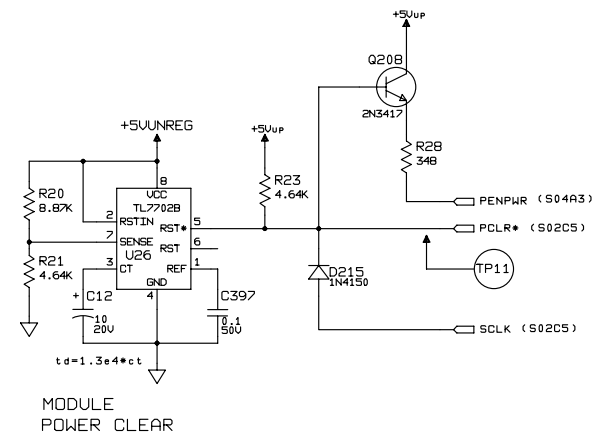 +5Vup
Q208
2N3417
+5VUNREG
+5Vup
R28
348
8
VCC
TL7702B
R20
8.87K
R23
4.64K
PENPWR (S04A3)
2
RSTIN
RST* 5
PCLR* (S02C5)
7
SENSE
RST 6
U26
R21
4.64K
3
CT
REF 1
D215
1N4150
TP11
GND
4
+ C12
10
20V
C397
0.1
50V
SCLK (S02C5)
td=1.3e4*ct
MODULE
POWER CLEAR